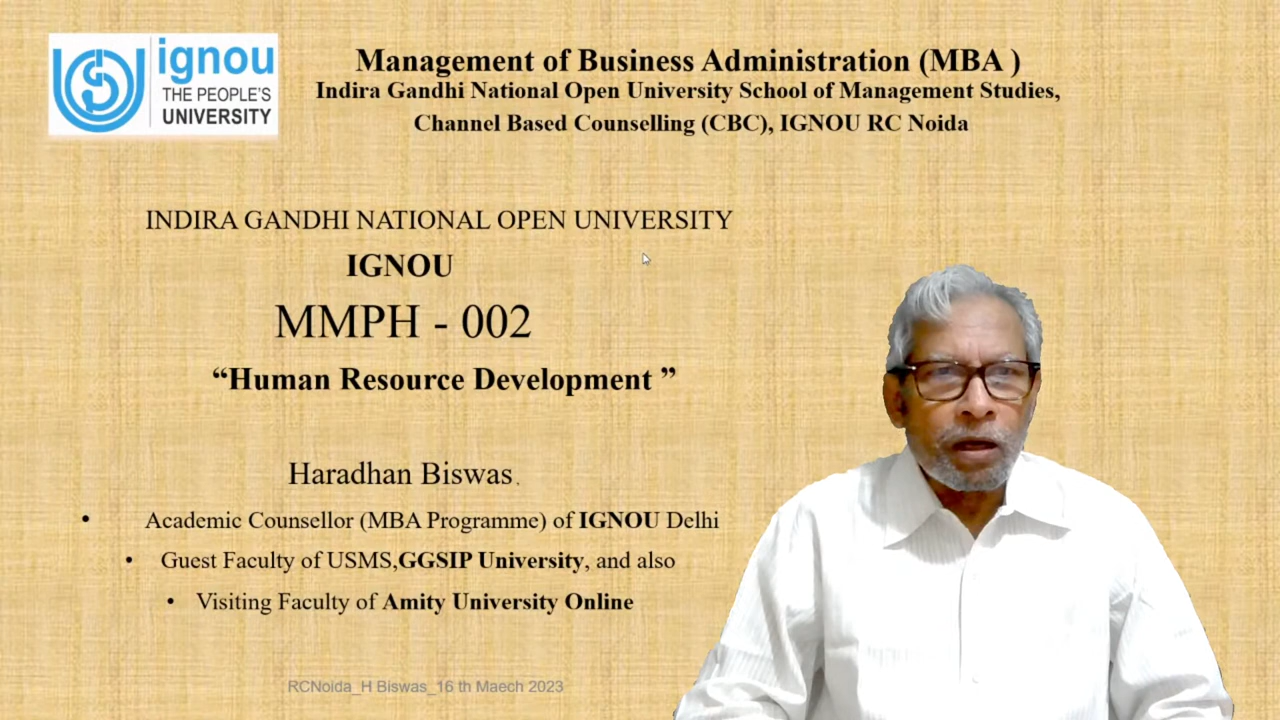 ignou
THE PEOPLE'S
UNIVERSITY
Management of Business Administration (MBA )
Indira Gandhi National Open University School of Management Studies,
Channel Based Counselling (CBC), IGNOU RC Noida
INDIRA GANDHI NATIONAL OPEN UNIVERSITY
IGNOU
MMPH - 002
“Human Resource Development ”
Haradhan Biswas .
• Academic Counsellor (MBA Programme) of IGNOU Delhi
• Guest Faculty of USMS,GGSIP University, and also
• Visiting Faculty of Amity University Online
RCNoida_H Biswas_16 th Maech 2023